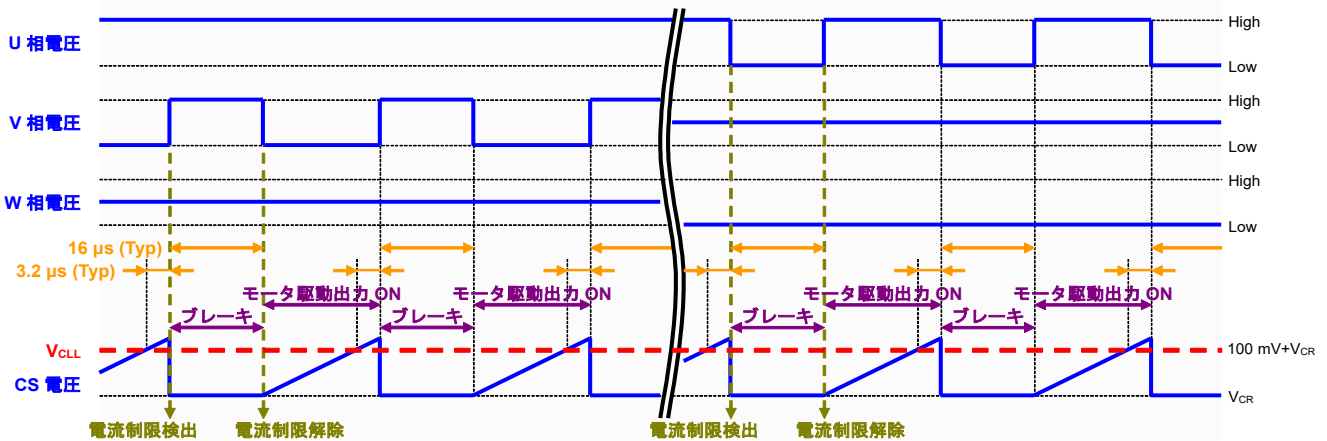 U 相電圧
High
Low
V 相電圧
High
Low
W 相電圧
High
Low
16 µs (Typ)
3.2 µs (Typ)
モータ駆動出力 ON
モータ駆動出力 ON
モータ駆動出力 ON
モータ駆動出力 ON
ブレーキ
ブレーキ
ブレーキ
ブレーキ
VCLL
100 mV+VCR
CS 電圧
VCR
電流制限検出
電流制限解除
電流制限検出
電流制限解除